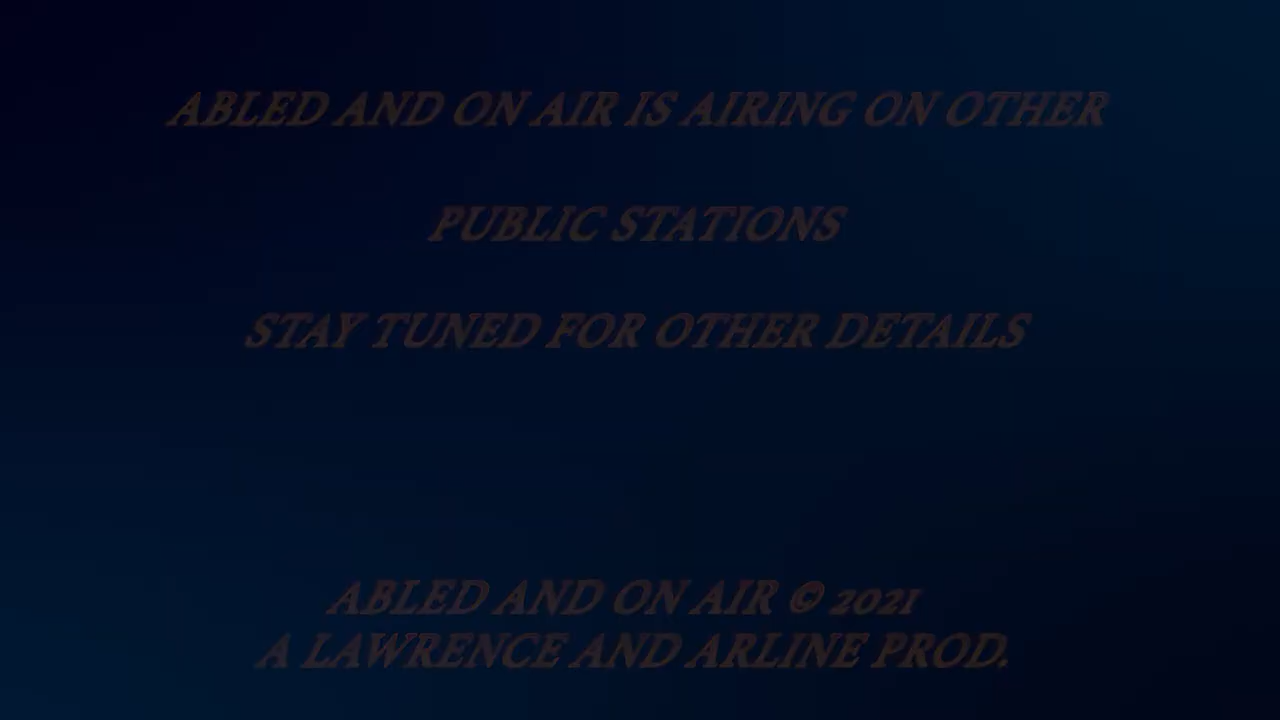 ABLED AND ON AIR IS AIRING ON OTHER
PUBLIC STATIONS
STAY TUNED FOR OTHER DETAILS
ABLED AND ON AIR © 2021
A LAWRENCE AND ARLINE PROD.